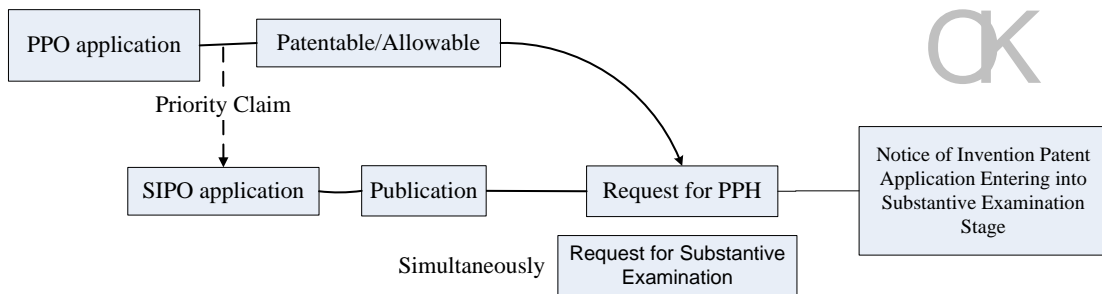 PPO application
Patentable/Allowable
OK
Priority Claim
SIPO application
Publication
Request for PPH
Notice of Invention Patent
Application Entering into
Substantive Examination
Stage
Simultaneously
Request for Substantive
Examination